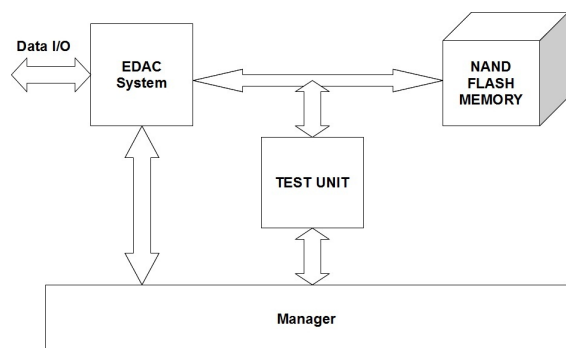 Data I/O
EDAC
System
NAND
FLASH
MEMORY
TEST UNIT
Manager